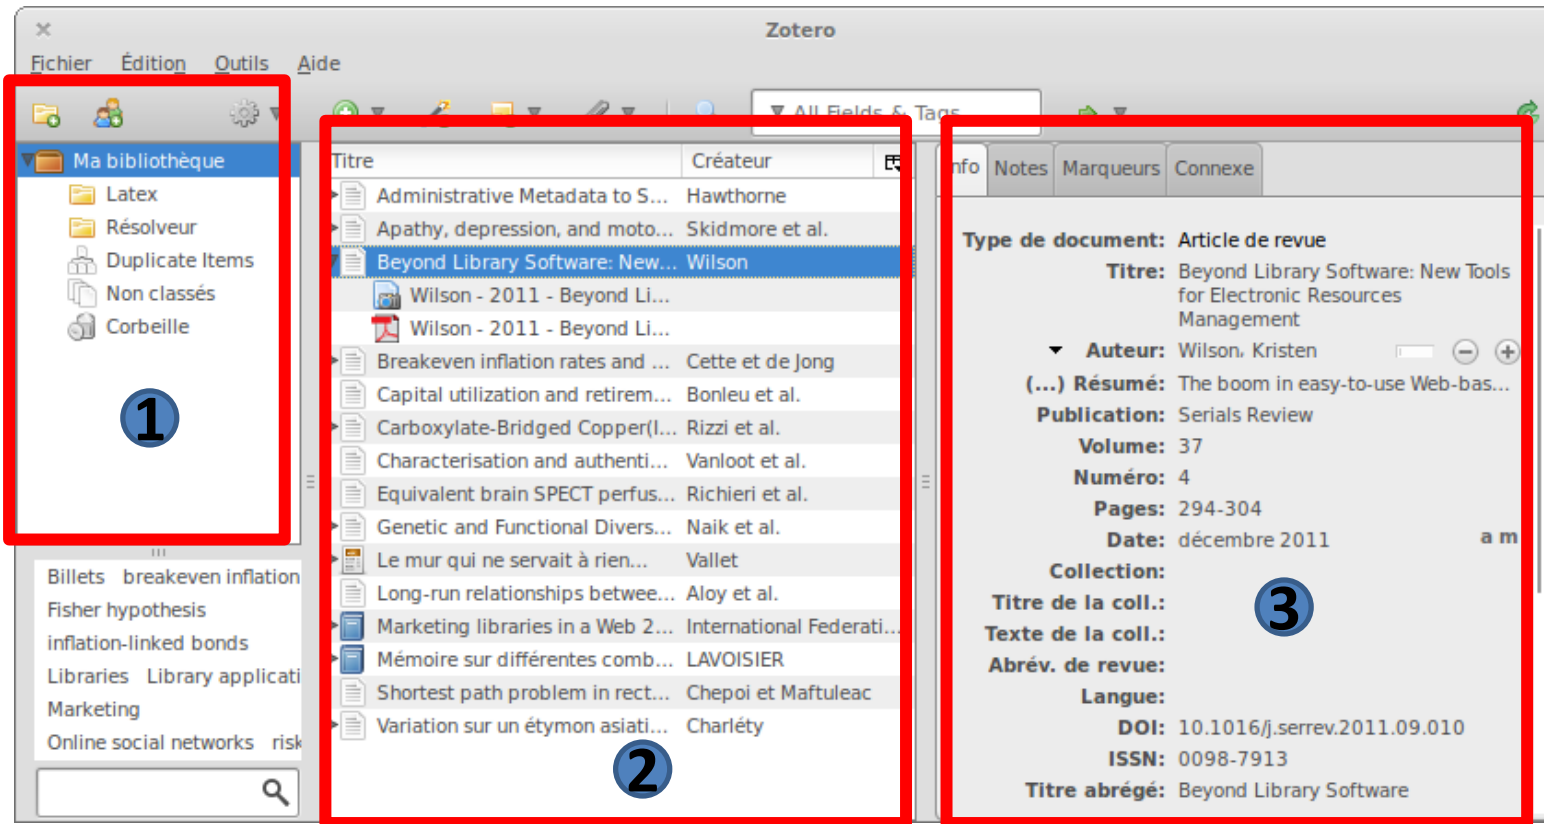 Zotero
Fichier Édition Outils Aide
All Fields & Tags
Ma bibliothèque
Latex
Résolveur
Duplicate Items
Non classés
Corbeille
1
Billets breakeven inflation
Fisher hypothesis
inflation-linked bonds
Libraries Library applicati
Marketing
Online social networks risk
Titre Créateur
Administrative Metadata to S... Hawthorne
Apathy, depression, and moto... Skidmore et al.
Beyond Library Software: New... Wilson
Wilson - 2011 - Beyond Li...
Wilson - 2011 - Beyond Li...
Breakeven inflation rates and ... Cette et de Jong
Capital utilization and retirem... Bonleu et al.
Carboxylate-Bridged Copper(I... Rizzi et al.
Characterisation and authenti... Vanloot et al.
Equivalent brain SPECT perfus... Richieri et al.
Genetic and Functional Divers... Naik et al.
Le mur qui ne servait à rien... Vallet
Long-run relationships betwee... Aloy et al.
Marketing libraries in a Web 2... International Federati...
Mémoire sur différentes comb... LAVOISIER
Shortest path problem in rect... Chepoi et Maftuleac
Variation sur un étymon asiati... Charléty
2
Info Notes Marqueurs Connexe
Type de document: Article de revue
Titre: Beyond Library Software: New Tools
for Electronic Resources
Management
Auteur: Wilson, Kristen
(...) Résumé: The boom in easy-to-use Web-bas...
Publication: Serials Review
Volume: 37
Numéro: 4
Pages: 294-304
Date: décembre 2011 a m
Collection:
Titre de la coll.:
Texte de la coll.:
Abrév. de revue:
Langue:
DOI: 10.1016/j.serrev.2011.09.010
ISSN: 0098-7913
Titre abrégé: Beyond Library Software
3